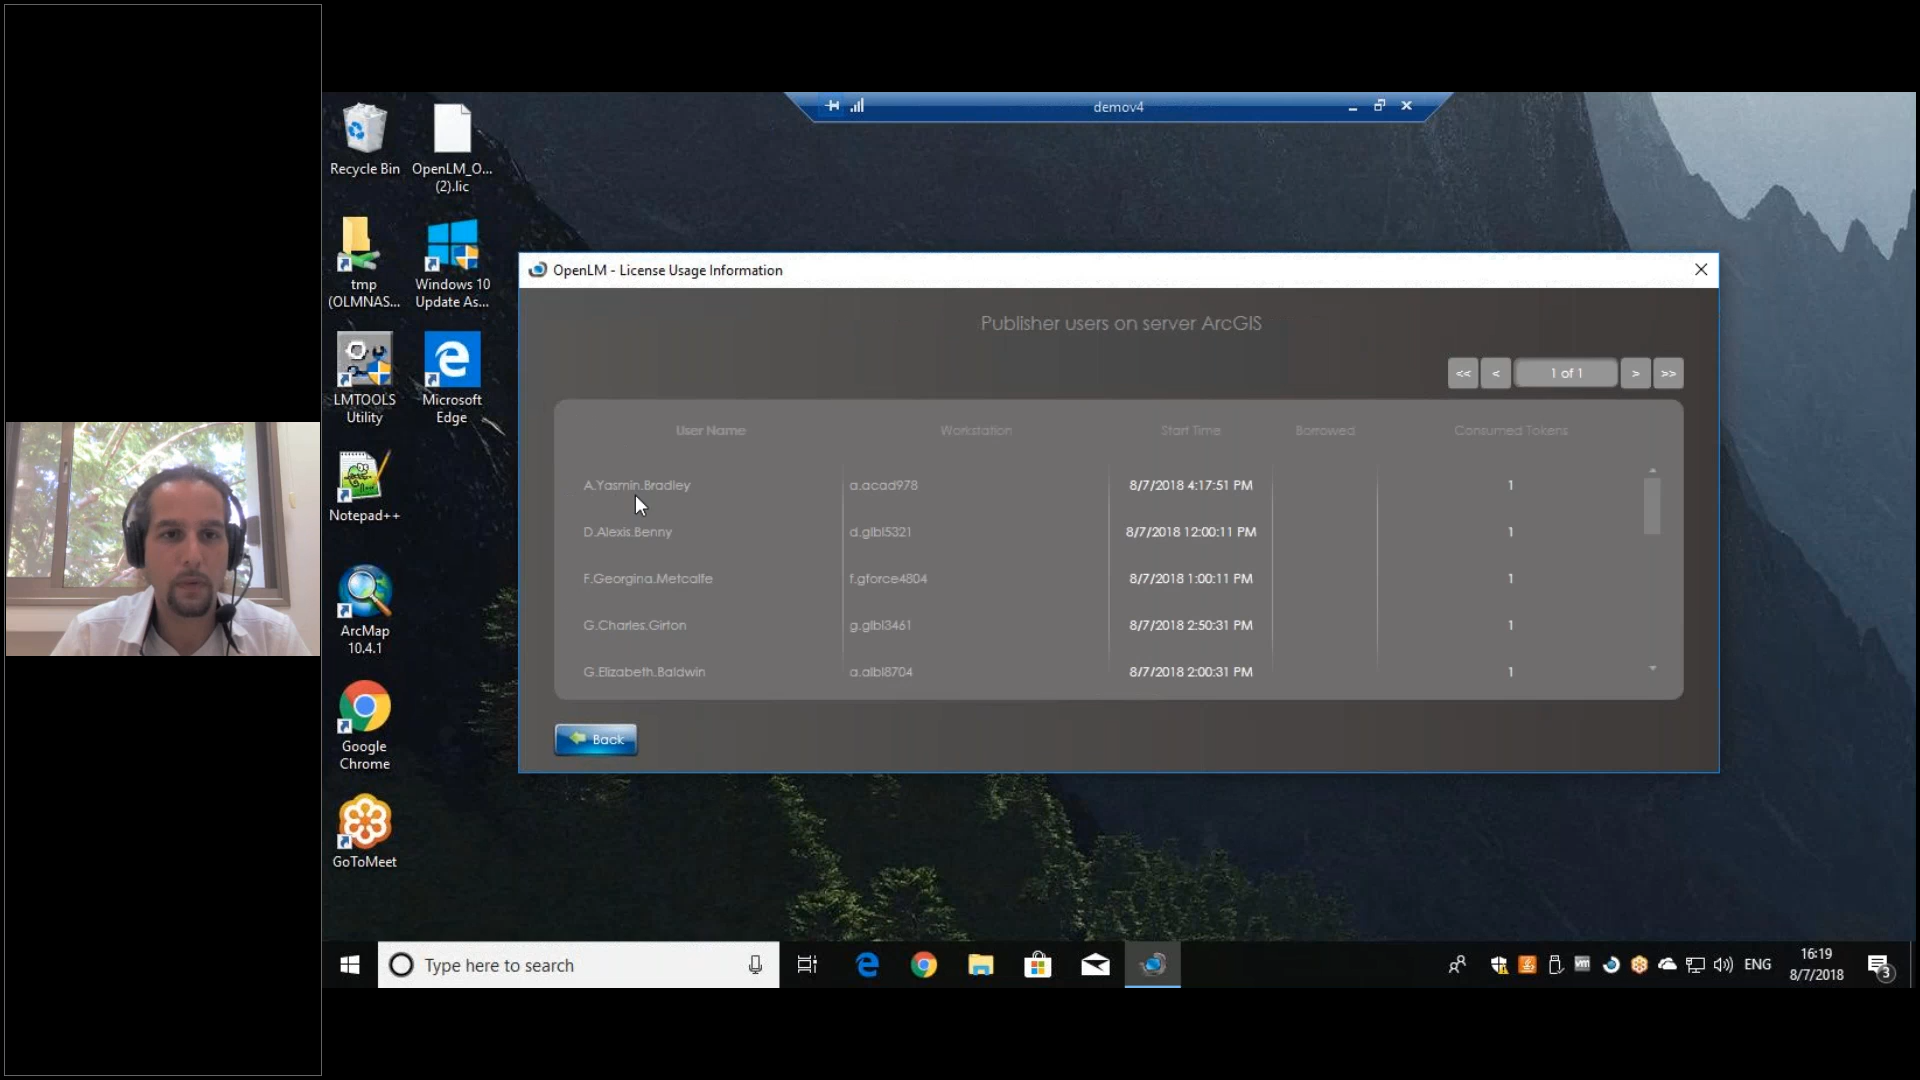 demov4
Recycle Bin
OpenLM_O...
(2).lic
tmp
(OLMNAS...
Windows 10
Update As...
LMTOOLS
Utility
Microsoft
Edge
Notepad++
ArcMap
10.4.1
Google
Chrome
GoToMeet
OpenLM - License Usage Information
Publisher users on server ArcGIS
<< < 1 of 1 > >>
User Name Workstation Start Time Borrowed Consumed Tokens
A.Yasmin.Bradley a.acad978 8/7/2018 4:17:51 PM 1
D.Alexis.Benny d.glbl5321 8/7/2018 12:00:11 PM 1
F.Georgina.Metcalfe f.gforce4804 8/7/2018 1:00:11 PM 1
G.Charles.Girton g.glbl3461 8/7/2018 2:50:31 PM 1
G.Elizabeth.Baldwin a.albl8704 8/7/2018 2:00:31 PM 1
Back
Type here to search
vm
ENG
16:19
8/7/2018
3